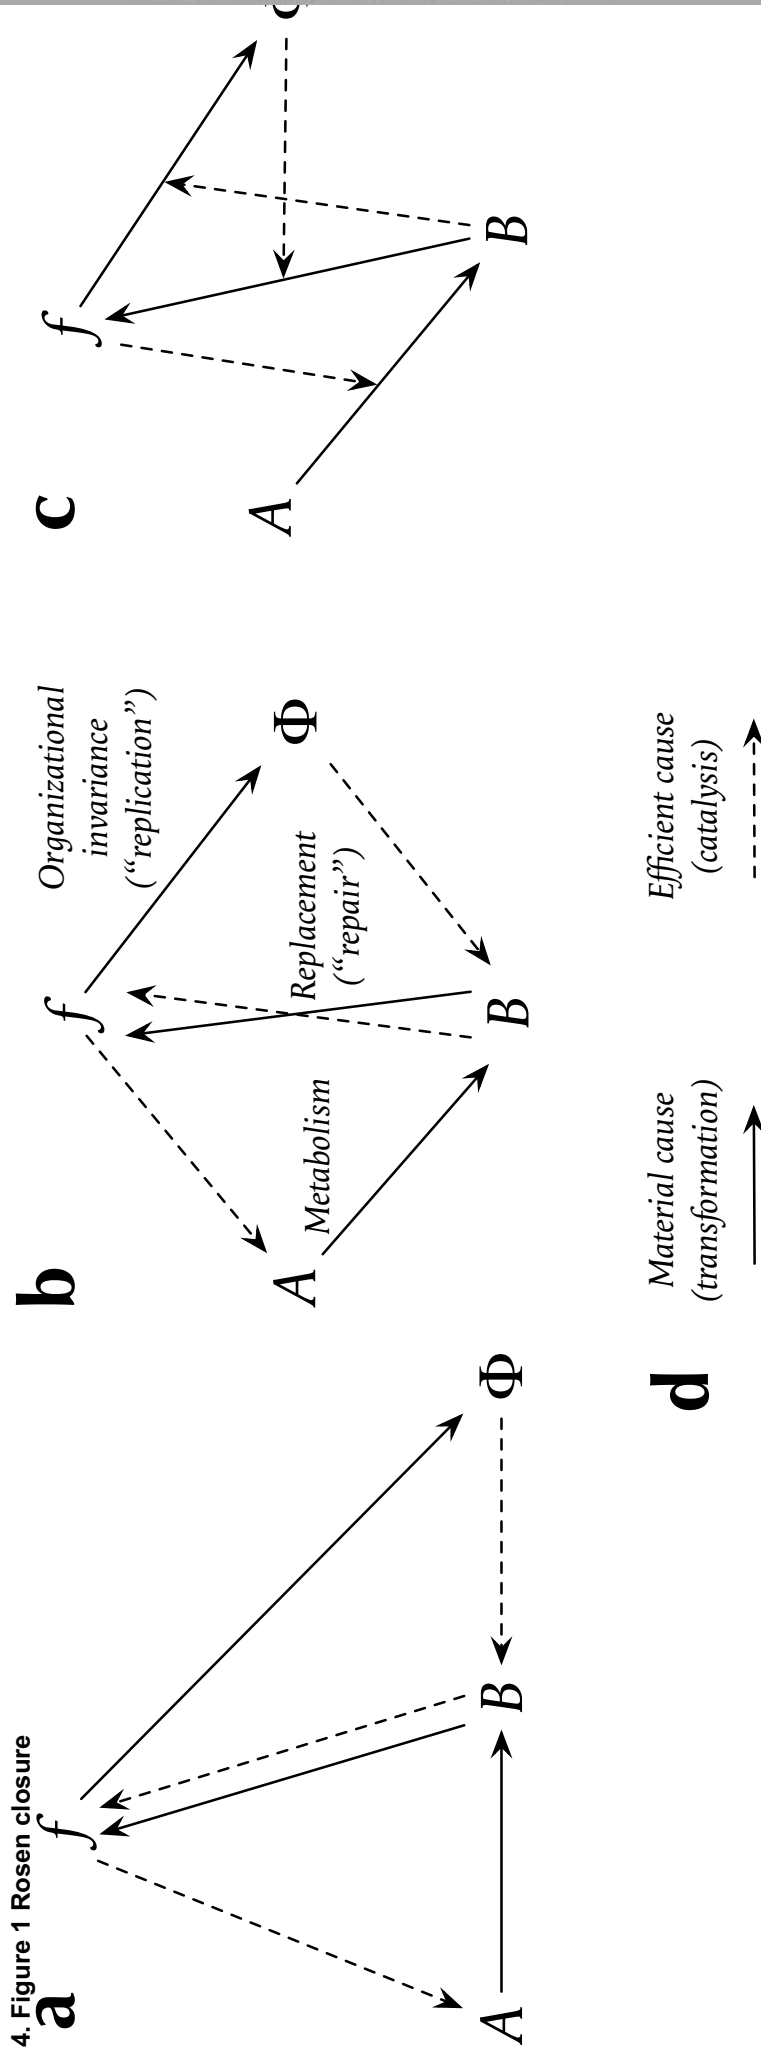 4. Figure 1 Rosen closure
a
f
A
B
Φ
b
f
Organizational
invariance
(“replication”)
Φ
Replacement
(“repair”)
Metabolism
A
B
c
f
A
B
d
Material cause
(transformation)
Efficient cause
(catalysis)